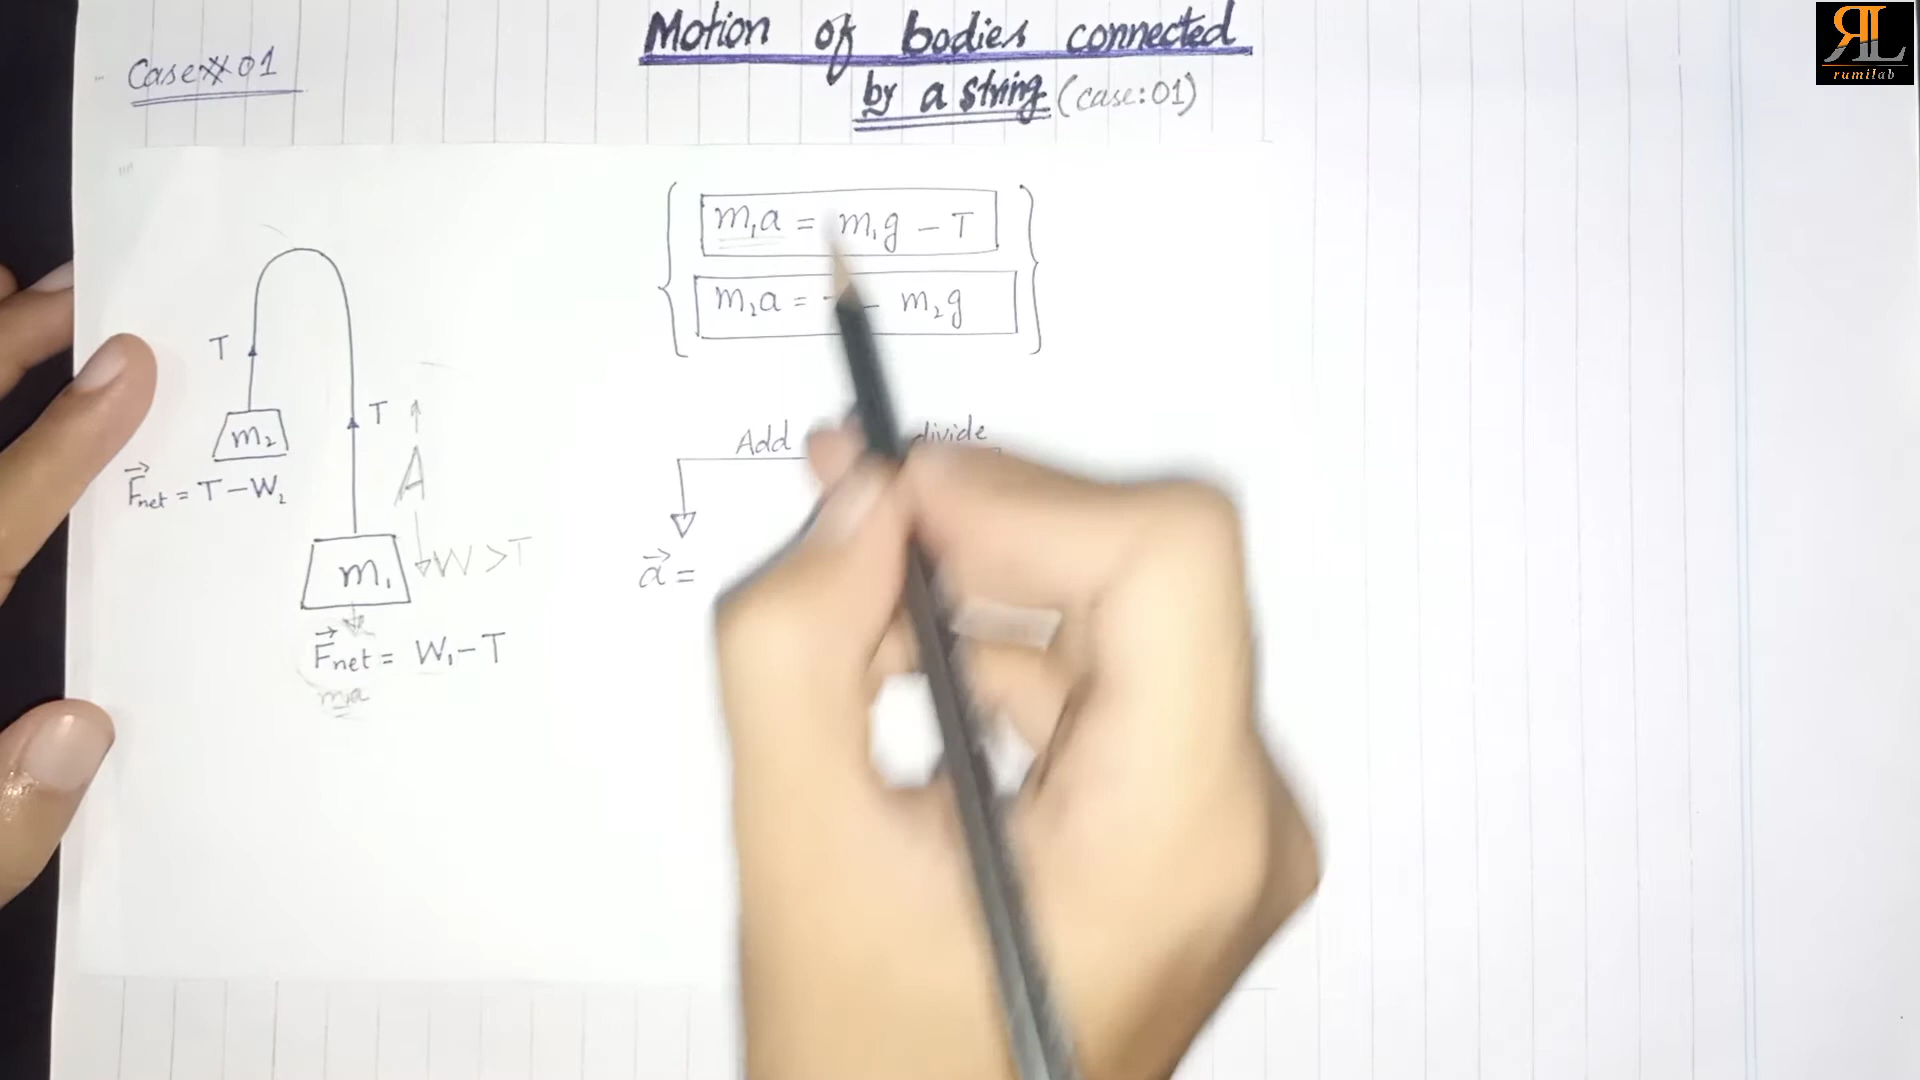 Motion of bodies connected
by a string (case:01)
Case # 01
RL
rumilab
m₁a = m₁g - T
m₂a = - m₂g
T
T
m₂
F⃗net = T - W₂
A
m₁
W > T
F⃗net = W₁ - T
ma
Add divide
a⃗ =